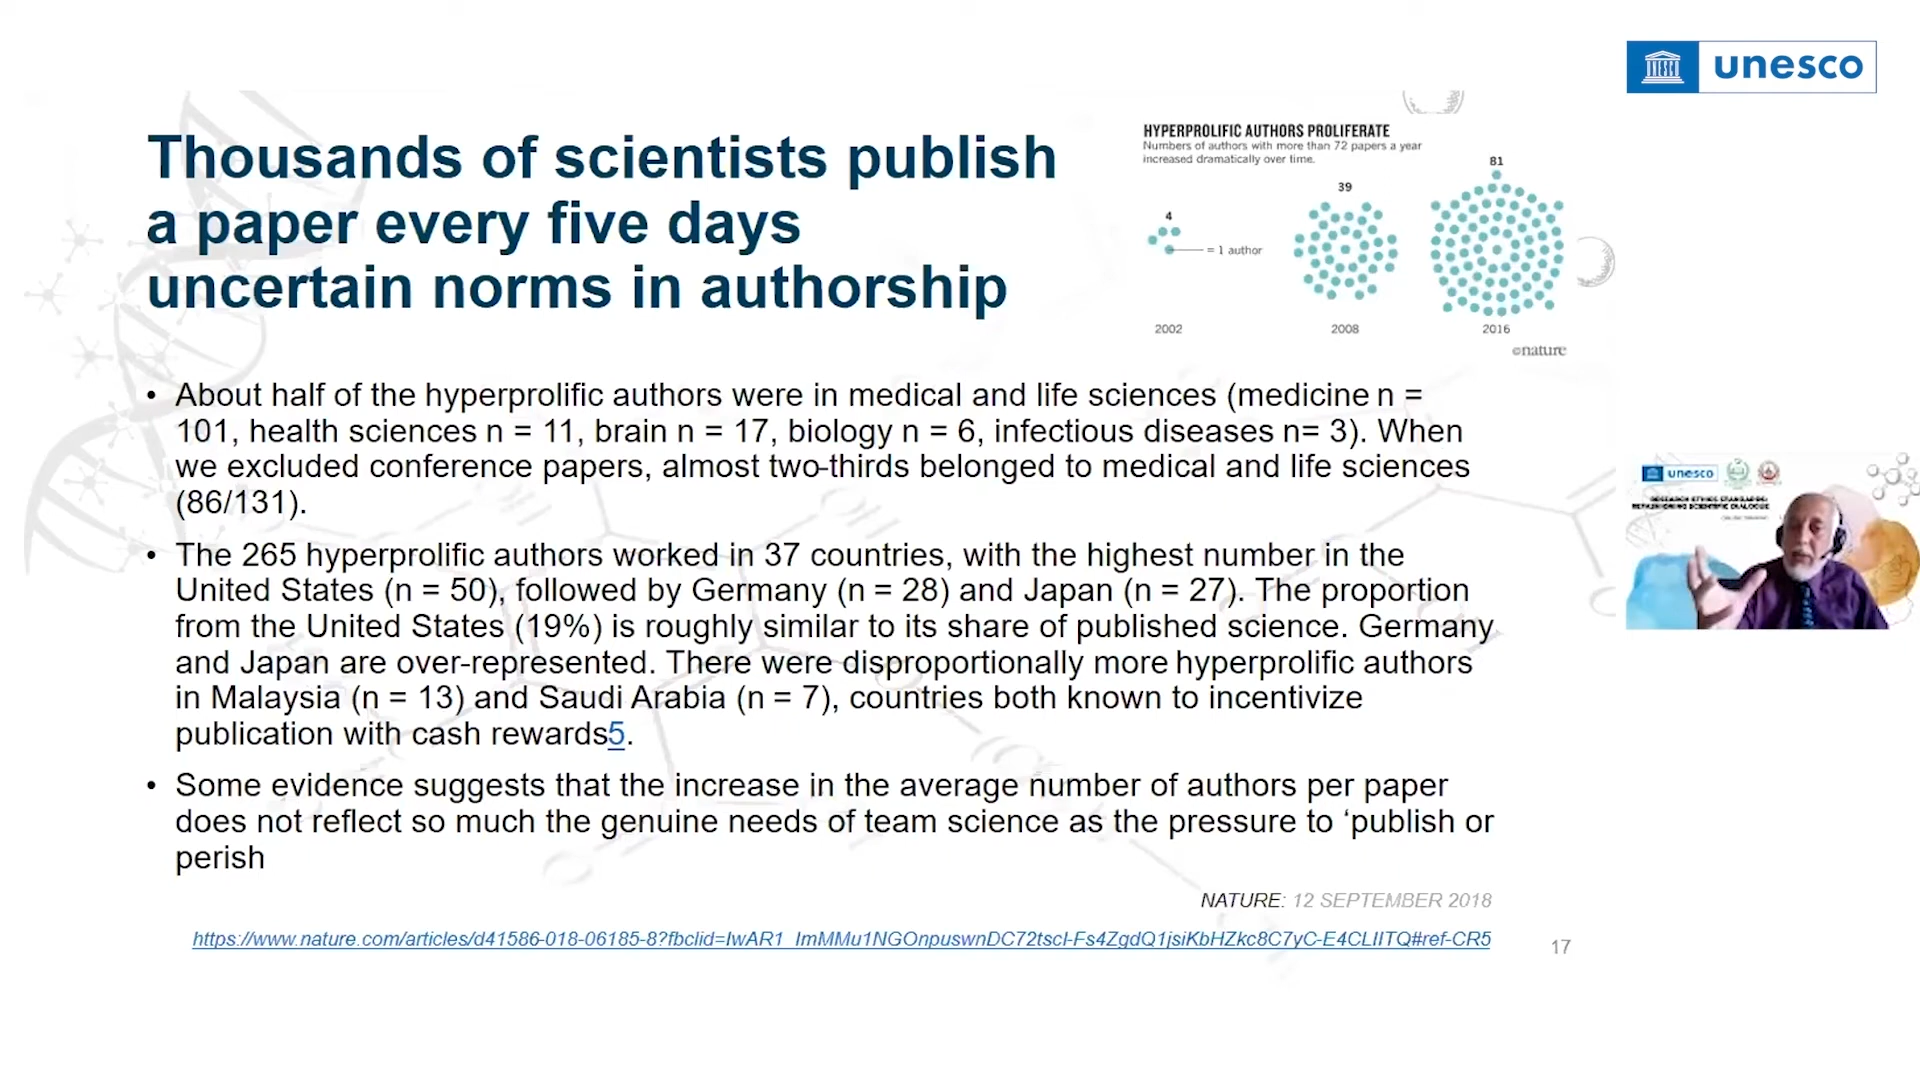 unesco
Thousands of scientists publish
a paper every five days
uncertain norms in authorship
HYPERPROLIFIC AUTHORS PROLIFERATE
Numbers of authors with more than 72 papers a year
increased dramatically over time.
4
39
81
= 1 author
2002
2008
2016
©nature
• About half of the hyperprolific authors were in medical and life sciences (medicine n =
101, health sciences n = 11, brain n = 17, biology n = 6, infectious diseases n= 3). When
we excluded conference papers, almost two-thirds belonged to medical and life sciences
(86/131).
• The 265 hyperprolific authors worked in 37 countries, with the highest number in the
United States (n = 50), followed by Germany (n = 28) and Japan (n = 27). The proportion
from the United States (19%) is roughly similar to its share of published science. Germany
and Japan are over-represented. There were disproportionally more hyperprolific authors
in Malaysia (n = 13) and Saudi Arabia (n = 7), countries both known to incentivize
publication with cash rewards5.
• Some evidence suggests that the increase in the average number of authors per paper
does not reflect so much the genuine needs of team science as the pressure to ‘publish or
perish
NATURE: 12 SEPTEMBER 2018
https://www.nature.com/articles/d41586-018-06185-8?fbclid=IwAR1_ImMMu1NGOnpuswnDC72tscI-Fs4ZgdQ1jsiKbHZkc8C7yC-E4CLIITQ#ref-CR5
17
unesco
RESEARCH ETHICS STANDARDS:
REFASHIONING SCIENTIFIC DIALOGUE